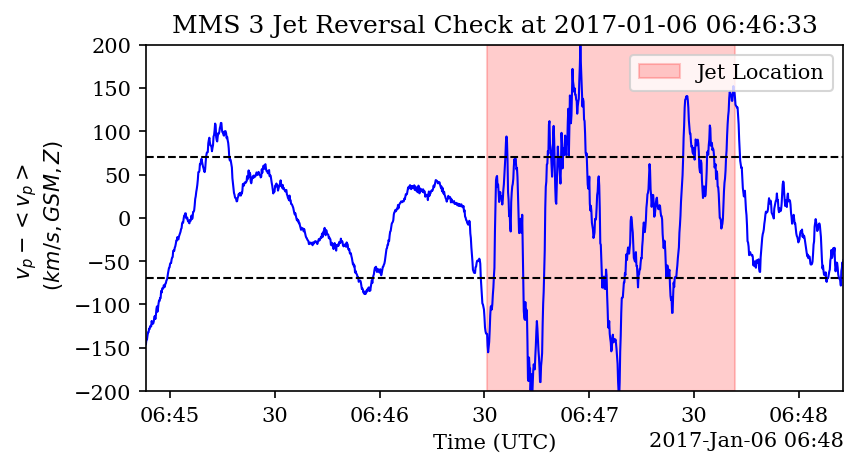 MMS 3 Jet Reversal Check at 2017-01-06 06:46:33
Jet Location
200
150
100
50
0
−50
−100
−150
−200
v_p − <v_p>
(km/s, GSM, Z)
06:45 30 06:46 30 06:47 30 06:48
Time (UTC) 2017-Jan-06 06:48